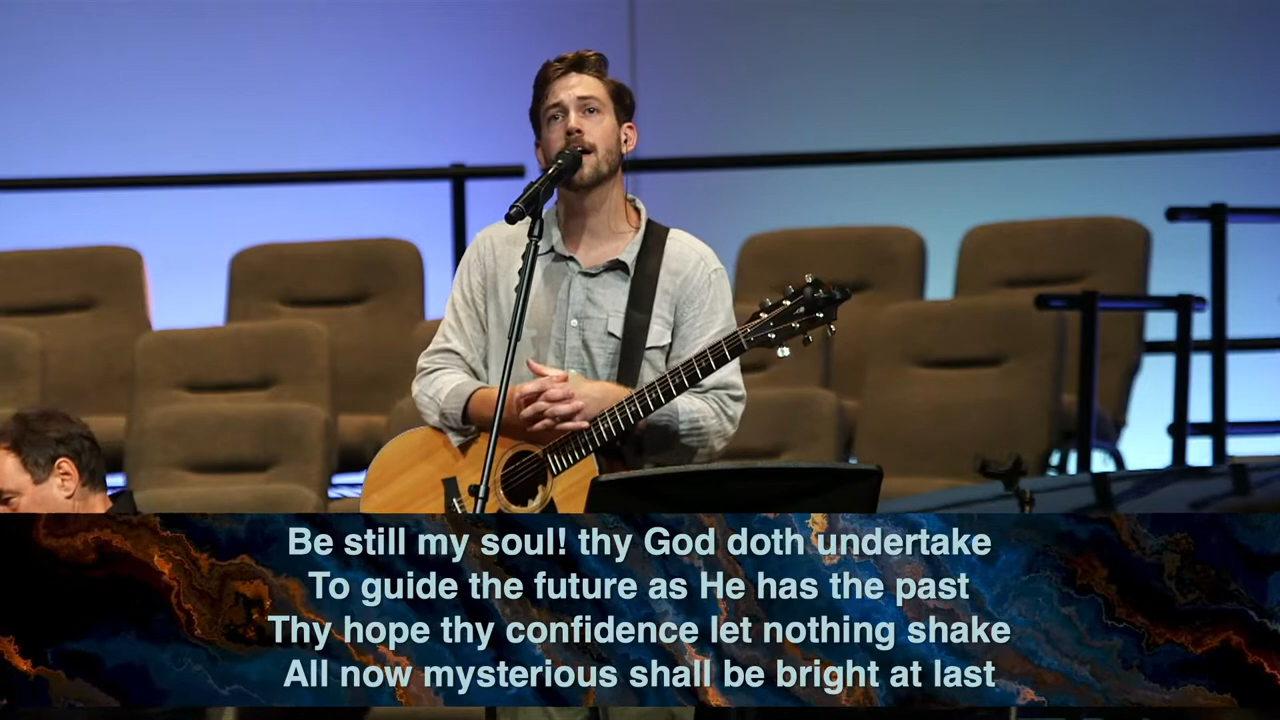 Be still my soul! thy God doth undertake
To guide the future as He has the past
Thy hope thy confidence let nothing shake
All now mysterious shall be bright at last